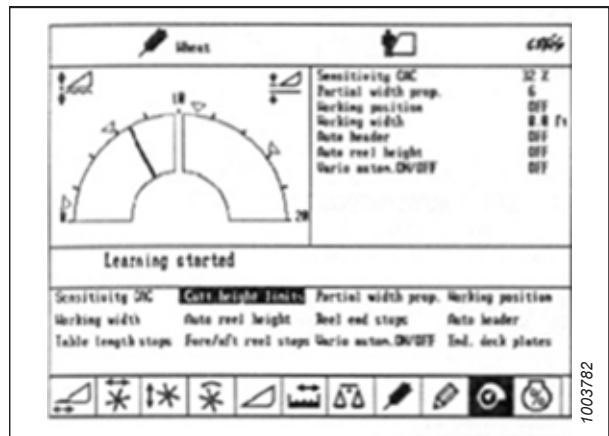 Wheat
CEBIS
Sensitivity CAC 32 %
Partial width prop. 6
Working position OFF
Working width 0.0 ft
Auto header OFF
Auto reel height OFF
Vario autom.ON/OFF OFF
10
0
20
Learning started
Sensitivity CAC Cutt.height limits Partial width prop. Working position
Working width Auto reel height Reel end stops Auto header
Table length stops Fore/aft reel stops Vario autom.ON/OFF End. deck plates
%
1003782